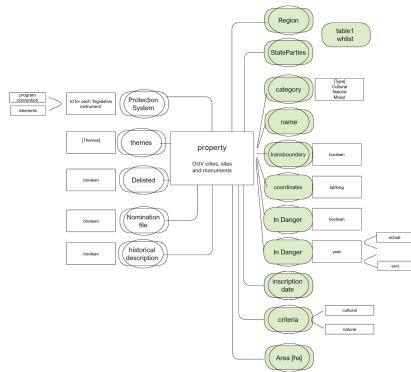 Region
table1
whlist
StateParties
category
[Type]
Cultural
Natural
Mood
program
convention
elements
Id for each 'legislative
instrument'
Protection
System
name
[Themes]
themes
property
OUV cities, sites
and monuments
transboundary
boolean
boolean
Delisted
coordinates
lat/long
boolean
Nomination
file
In Danger
boolean
boolean
historical
description
In Danger
year
actual
end
inscription
date
criteria
cultural
natural
Area [ha]